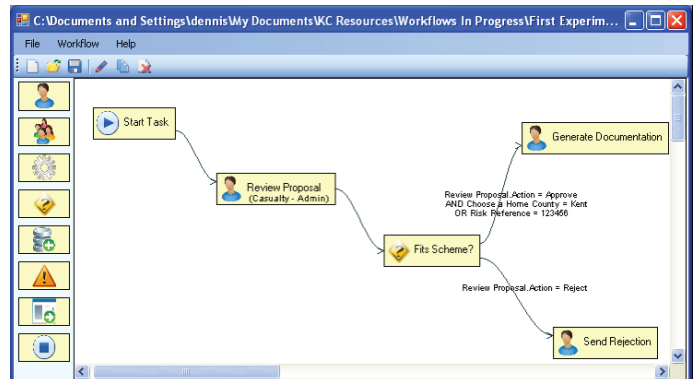 C:\Documents and Settings\dennis\My Documents\KC Resources\Workflows In Progress\First Experim...
File Workflow Help
Start Task
Generate Documentation
Review Proposal
(Casualty - Admin)
Review Proposal.Action = Approve
AND Choose a Home County = Kent
OR Risk Reference = 123456
Fits Scheme?
Review Proposal.Action = Reject
Send Rejection